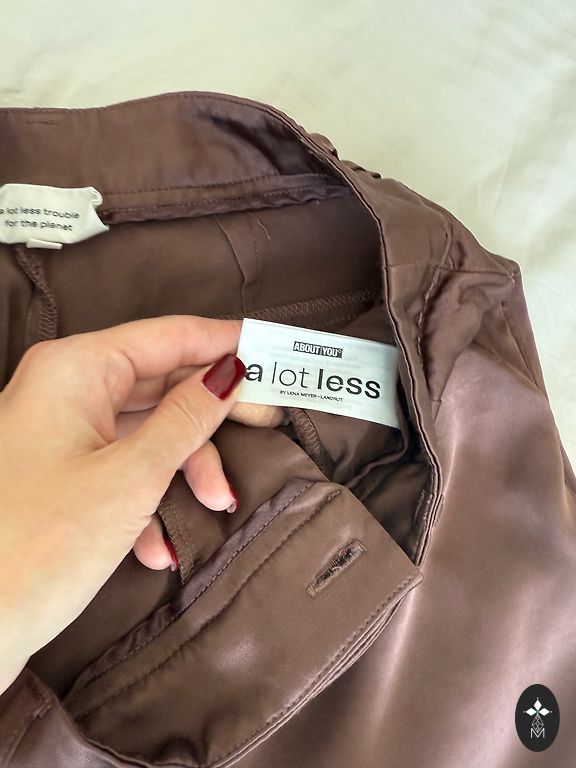 a lot less trouble
for the planet
ABOUT YOU°
a lot less
BY LENA MEYER-LANDRUT
M